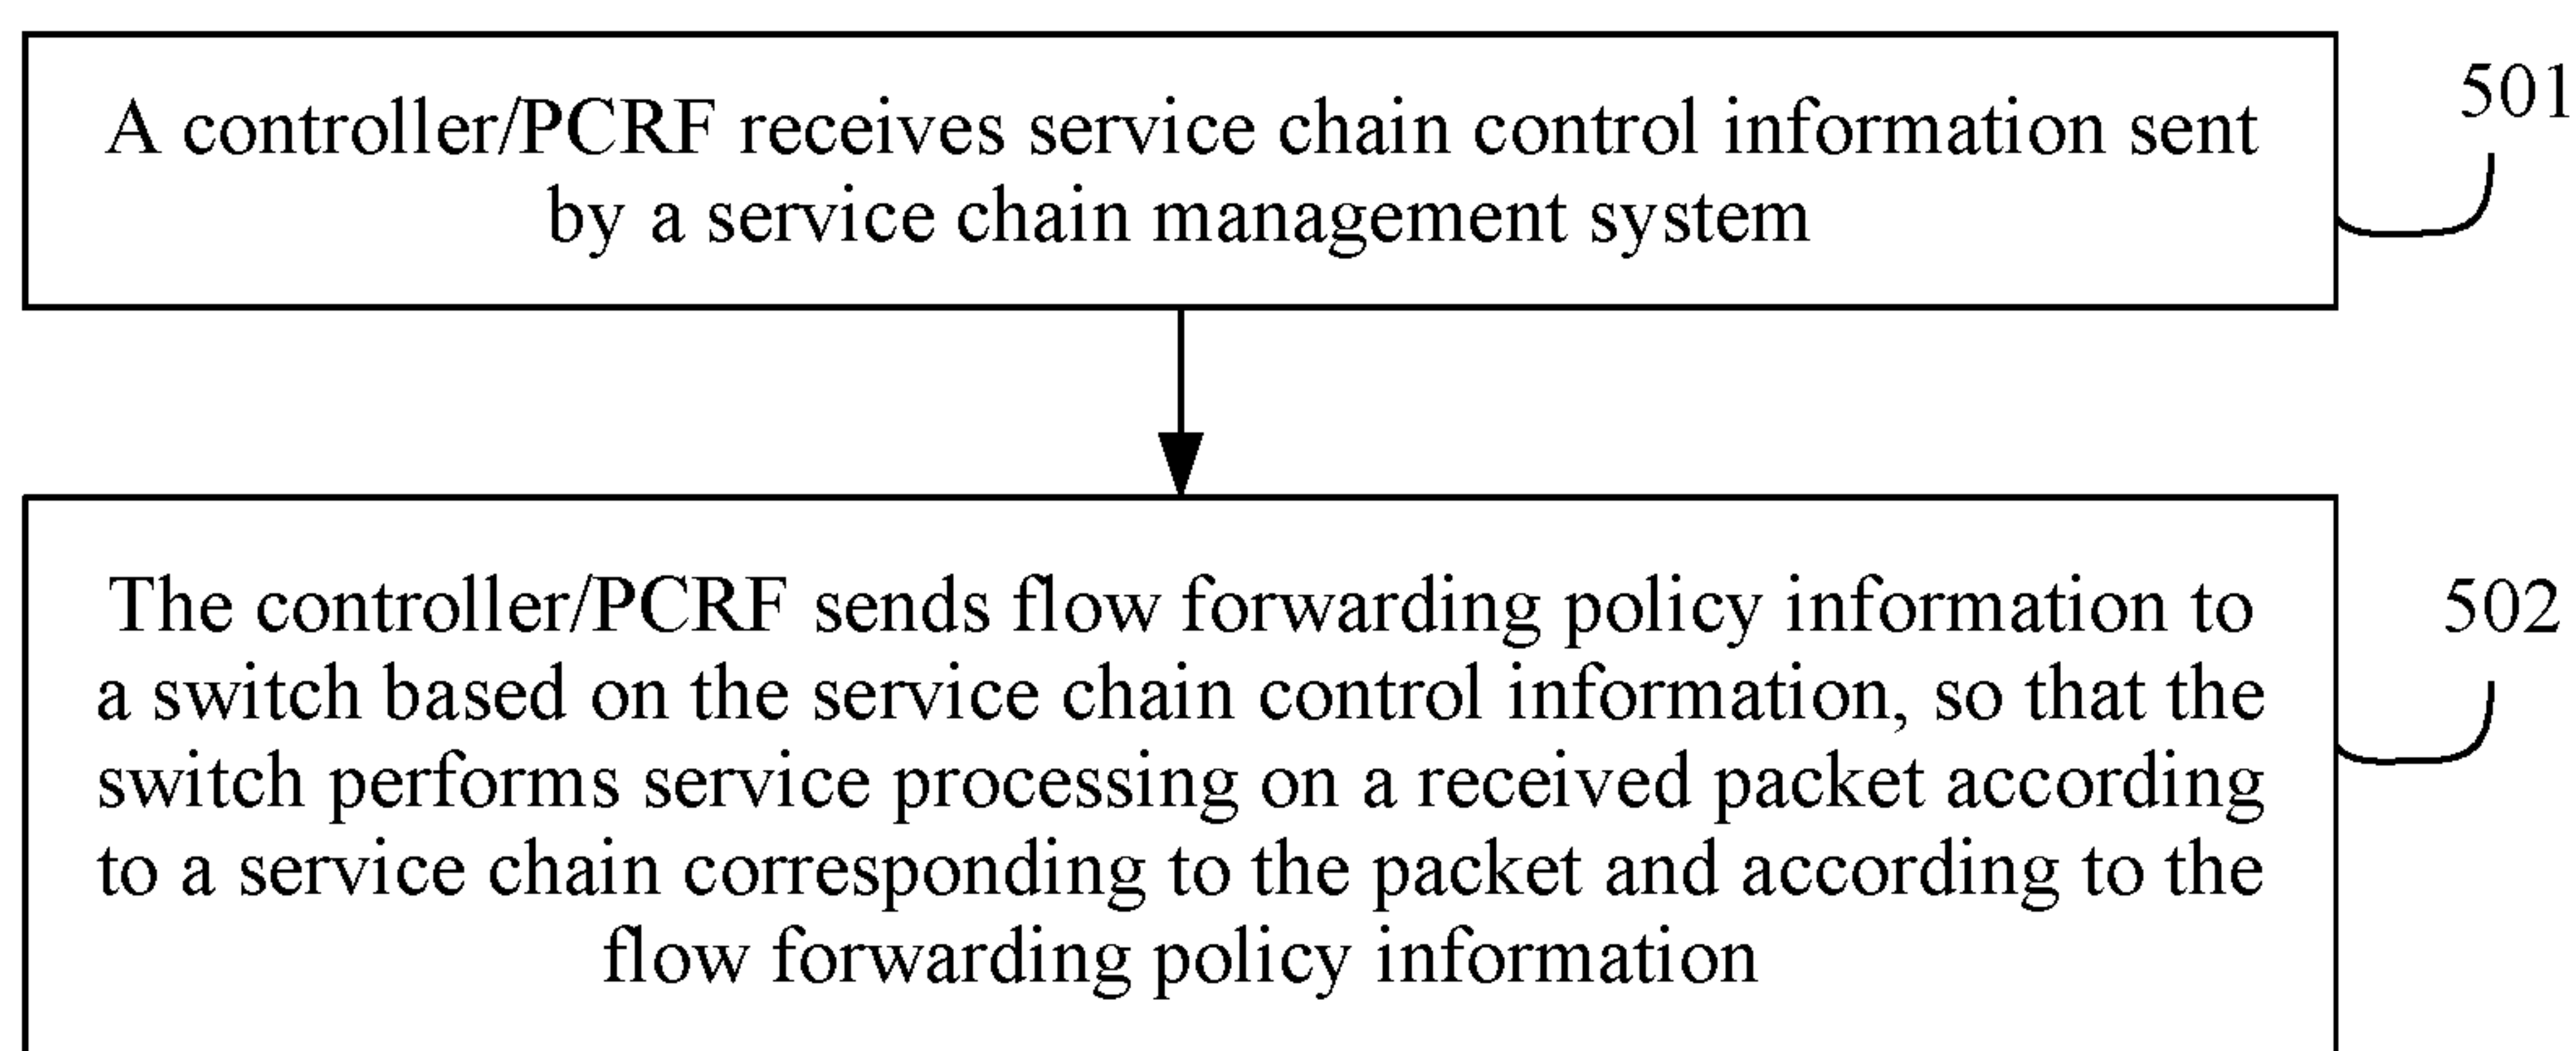 A controller/PCRF receives service chain control information sent
by a service chain management system
501
The controller/PCRF sends flow forwarding policy information to
a switch based on the service chain control information, so that the
switch performs service processing on a received packet according
to a service chain corresponding to the packet and according to the
flow forwarding policy information
502